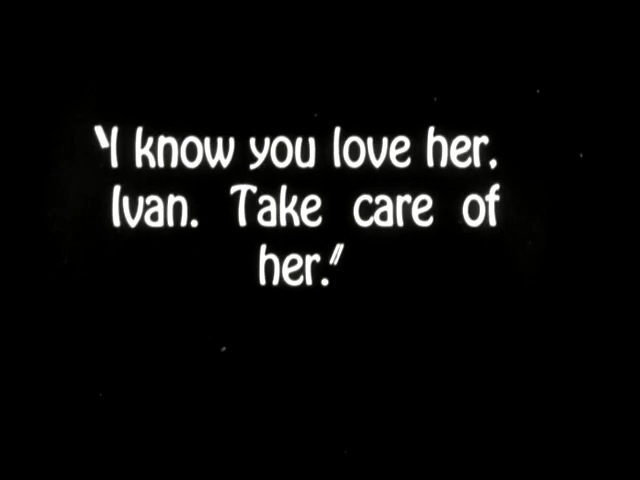 "I know you love her,
Ivan. Take care of
her."